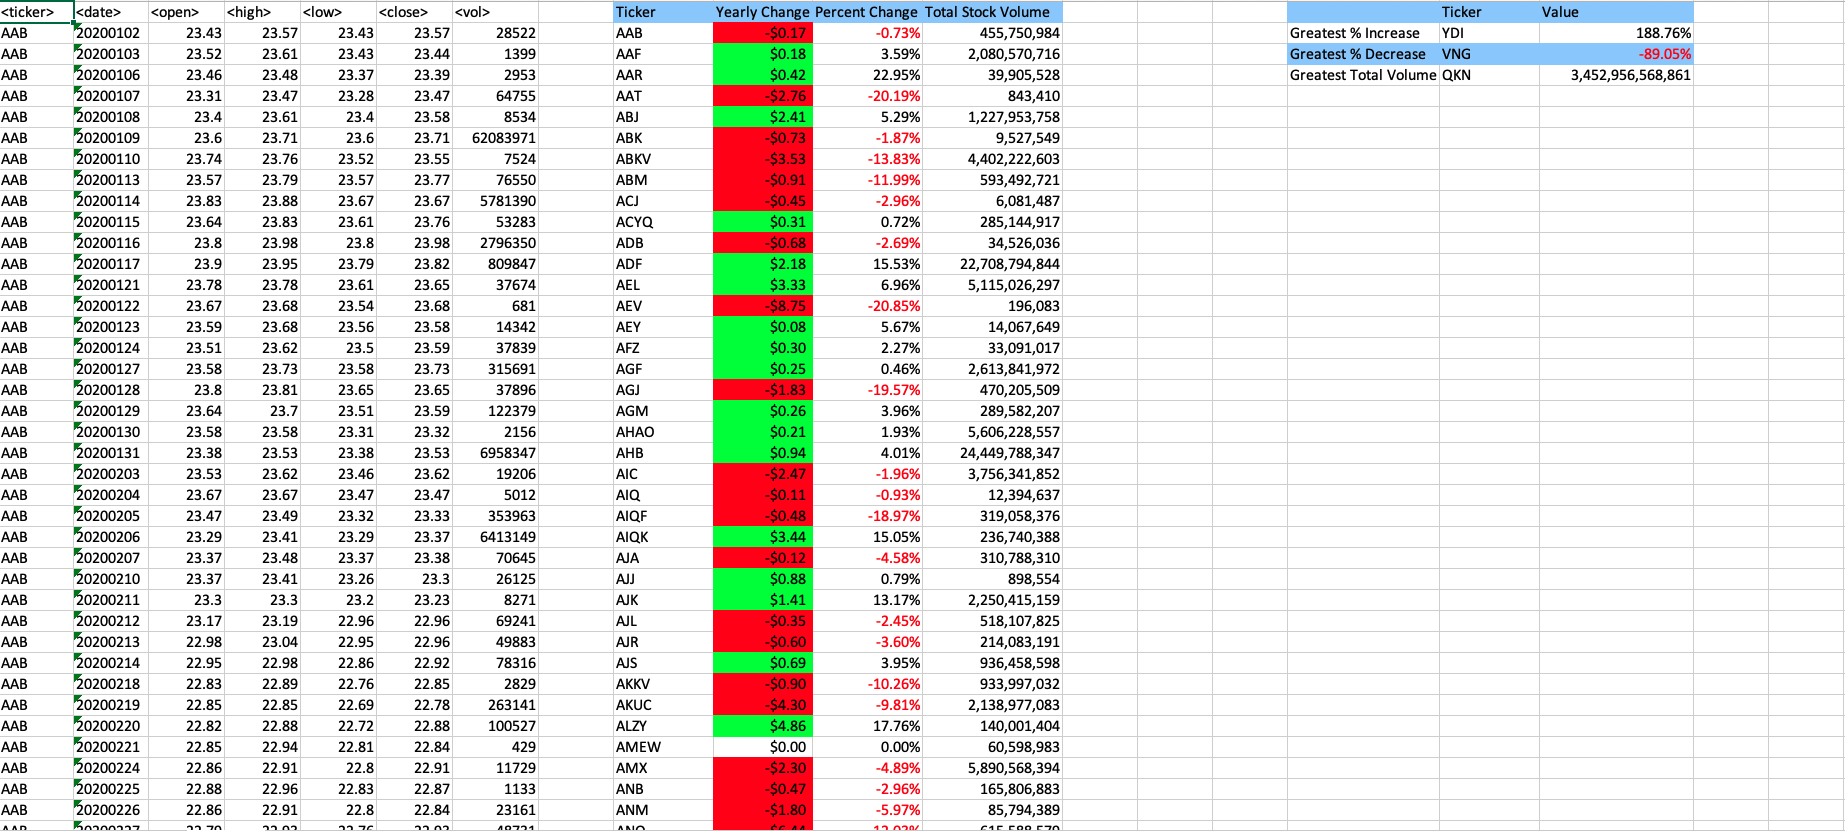 <ticker> <date> <open> <high> <low> <close> <vol> Ticker Yearly Change Percent Change Total Stock Volume Ticker Value
AAB 20200102 23.43 23.57 23.43 23.57 28522 AAB -$0.17 -0.73% 455,750,984 Greatest % Increase YDI 188.76%
AAB 20200103 23.52 23.61 23.43 23.44 1399 AAF $0.18 3.59% 2,080,570,716 Greatest % Decrease VNG -89.05%
AAB 20200106 23.46 23.48 23.37 23.39 2953 AAR $0.42 22.95% 39,905,528 Greatest Total Volume QKN 3,452,956,568,861
AAB 20200107 23.31 23.47 23.28 23.47 64755 AAT -$2.76 -20.19% 843,410
AAB 20200108 23.4 23.61 23.4 23.58 8534 ABJ $2.41 5.29% 1,227,953,758
AAB 20200109 23.6 23.71 23.6 23.71 62083971 ABK -$0.73 -1.87% 9,527,549
AAB 20200110 23.74 23.76 23.52 23.55 7524 ABKV -$3.53 -13.83% 4,402,222,603
AAB 20200113 23.57 23.79 23.57 23.77 76550 ABM -$0.91 -11.99% 593,492,721
AAB 20200114 23.83 23.88 23.67 23.67 5781390 ACJ -$0.45 -2.96% 6,081,487
AAB 20200115 23.64 23.83 23.61 23.76 53283 ACYQ $0.31 0.72% 285,144,917
AAB 20200116 23.8 23.98 23.8 23.98 2796350 ADB -$0.68 -2.69% 34,526,036
AAB 20200117 23.9 23.95 23.79 23.82 809847 ADF $2.18 15.53% 22,708,794,844
AAB 20200121 23.78 23.78 23.61 23.65 37674 AEL $3.33 6.96% 5,115,026,297
AAB 20200122 23.67 23.68 23.54 23.68 681 AEV -$8.75 -20.85% 196,083
AAB 20200123 23.59 23.68 23.56 23.58 14342 AEY $0.08 5.67% 14,067,649
AAB 20200124 23.51 23.62 23.5 23.59 37839 AFZ $0.30 2.27% 33,091,017
AAB 20200127 23.58 23.73 23.58 23.73 315691 AGF $0.25 0.46% 2,613,841,972
AAB 20200128 23.8 23.81 23.65 23.65 37896 AGJ -$1.83 -19.57% 470,205,509
AAB 20200129 23.64 23.7 23.51 23.59 122379 AGM $0.26 3.96% 289,582,207
AAB 20200130 23.58 23.58 23.31 23.32 2156 AHAO $0.21 1.93% 5,606,228,557
AAB 20200131 23.38 23.53 23.38 23.53 6958347 AHB $0.94 4.01% 24,449,788,347
AAB 20200203 23.53 23.62 23.46 23.62 19206 AIC -$2.47 -1.96% 3,756,341,852
AAB 20200204 23.67 23.67 23.47 23.47 5012 AIQ -$0.11 -0.93% 12,394,637
AAB 20200205 23.47 23.49 23.32 23.33 353963 AIQF -$0.48 -18.97% 319,058,376
AAB 20200206 23.29 23.41 23.29 23.37 6413149 AIQK $3.44 15.05% 236,740,388
AAB 20200207 23.37 23.48 23.37 23.38 70645 AJA -$0.12 -4.58% 310,788,310
AAB 20200210 23.37 23.41 23.26 23.3 26125 AJJ $0.88 0.79% 898,554
AAB 20200211 23.3 23.3 23.2 23.23 8271 AJK $1.41 13.17% 2,250,415,159
AAB 20200212 23.17 23.19 22.96 22.96 69241 AJL -$0.35 -2.45% 518,107,825
AAB 20200213 22.98 23.04 22.95 22.96 49883 AJR -$0.60 -3.60% 214,083,191
AAB 20200214 22.95 22.98 22.86 22.92 78316 AJS $0.69 3.95% 936,458,598
AAB 20200218 22.83 22.89 22.76 22.85 2829 AKKV -$0.90 -10.26% 933,997,032
AAB 20200219 22.85 22.85 22.69 22.78 263141 AKUC -$4.30 -9.81% 2,138,977,083
AAB 20200220 22.82 22.88 22.72 22.88 100527 ALZY $4.86 17.76% 140,001,404
AAB 20200221 22.85 22.94 22.81 22.84 429 AMEW $0.00 0.00% 60,598,983
AAB 20200224 22.86 22.91 22.8 22.91 11729 AMX -$2.30 -4.89% 5,890,568,394
AAB 20200225 22.88 22.96 22.83 22.87 1133 ANB -$0.47 -2.96% 165,806,883
AAB 20200226 22.86 22.91 22.8 22.84 23161 ANM -$1.80 -5.97% 85,794,389